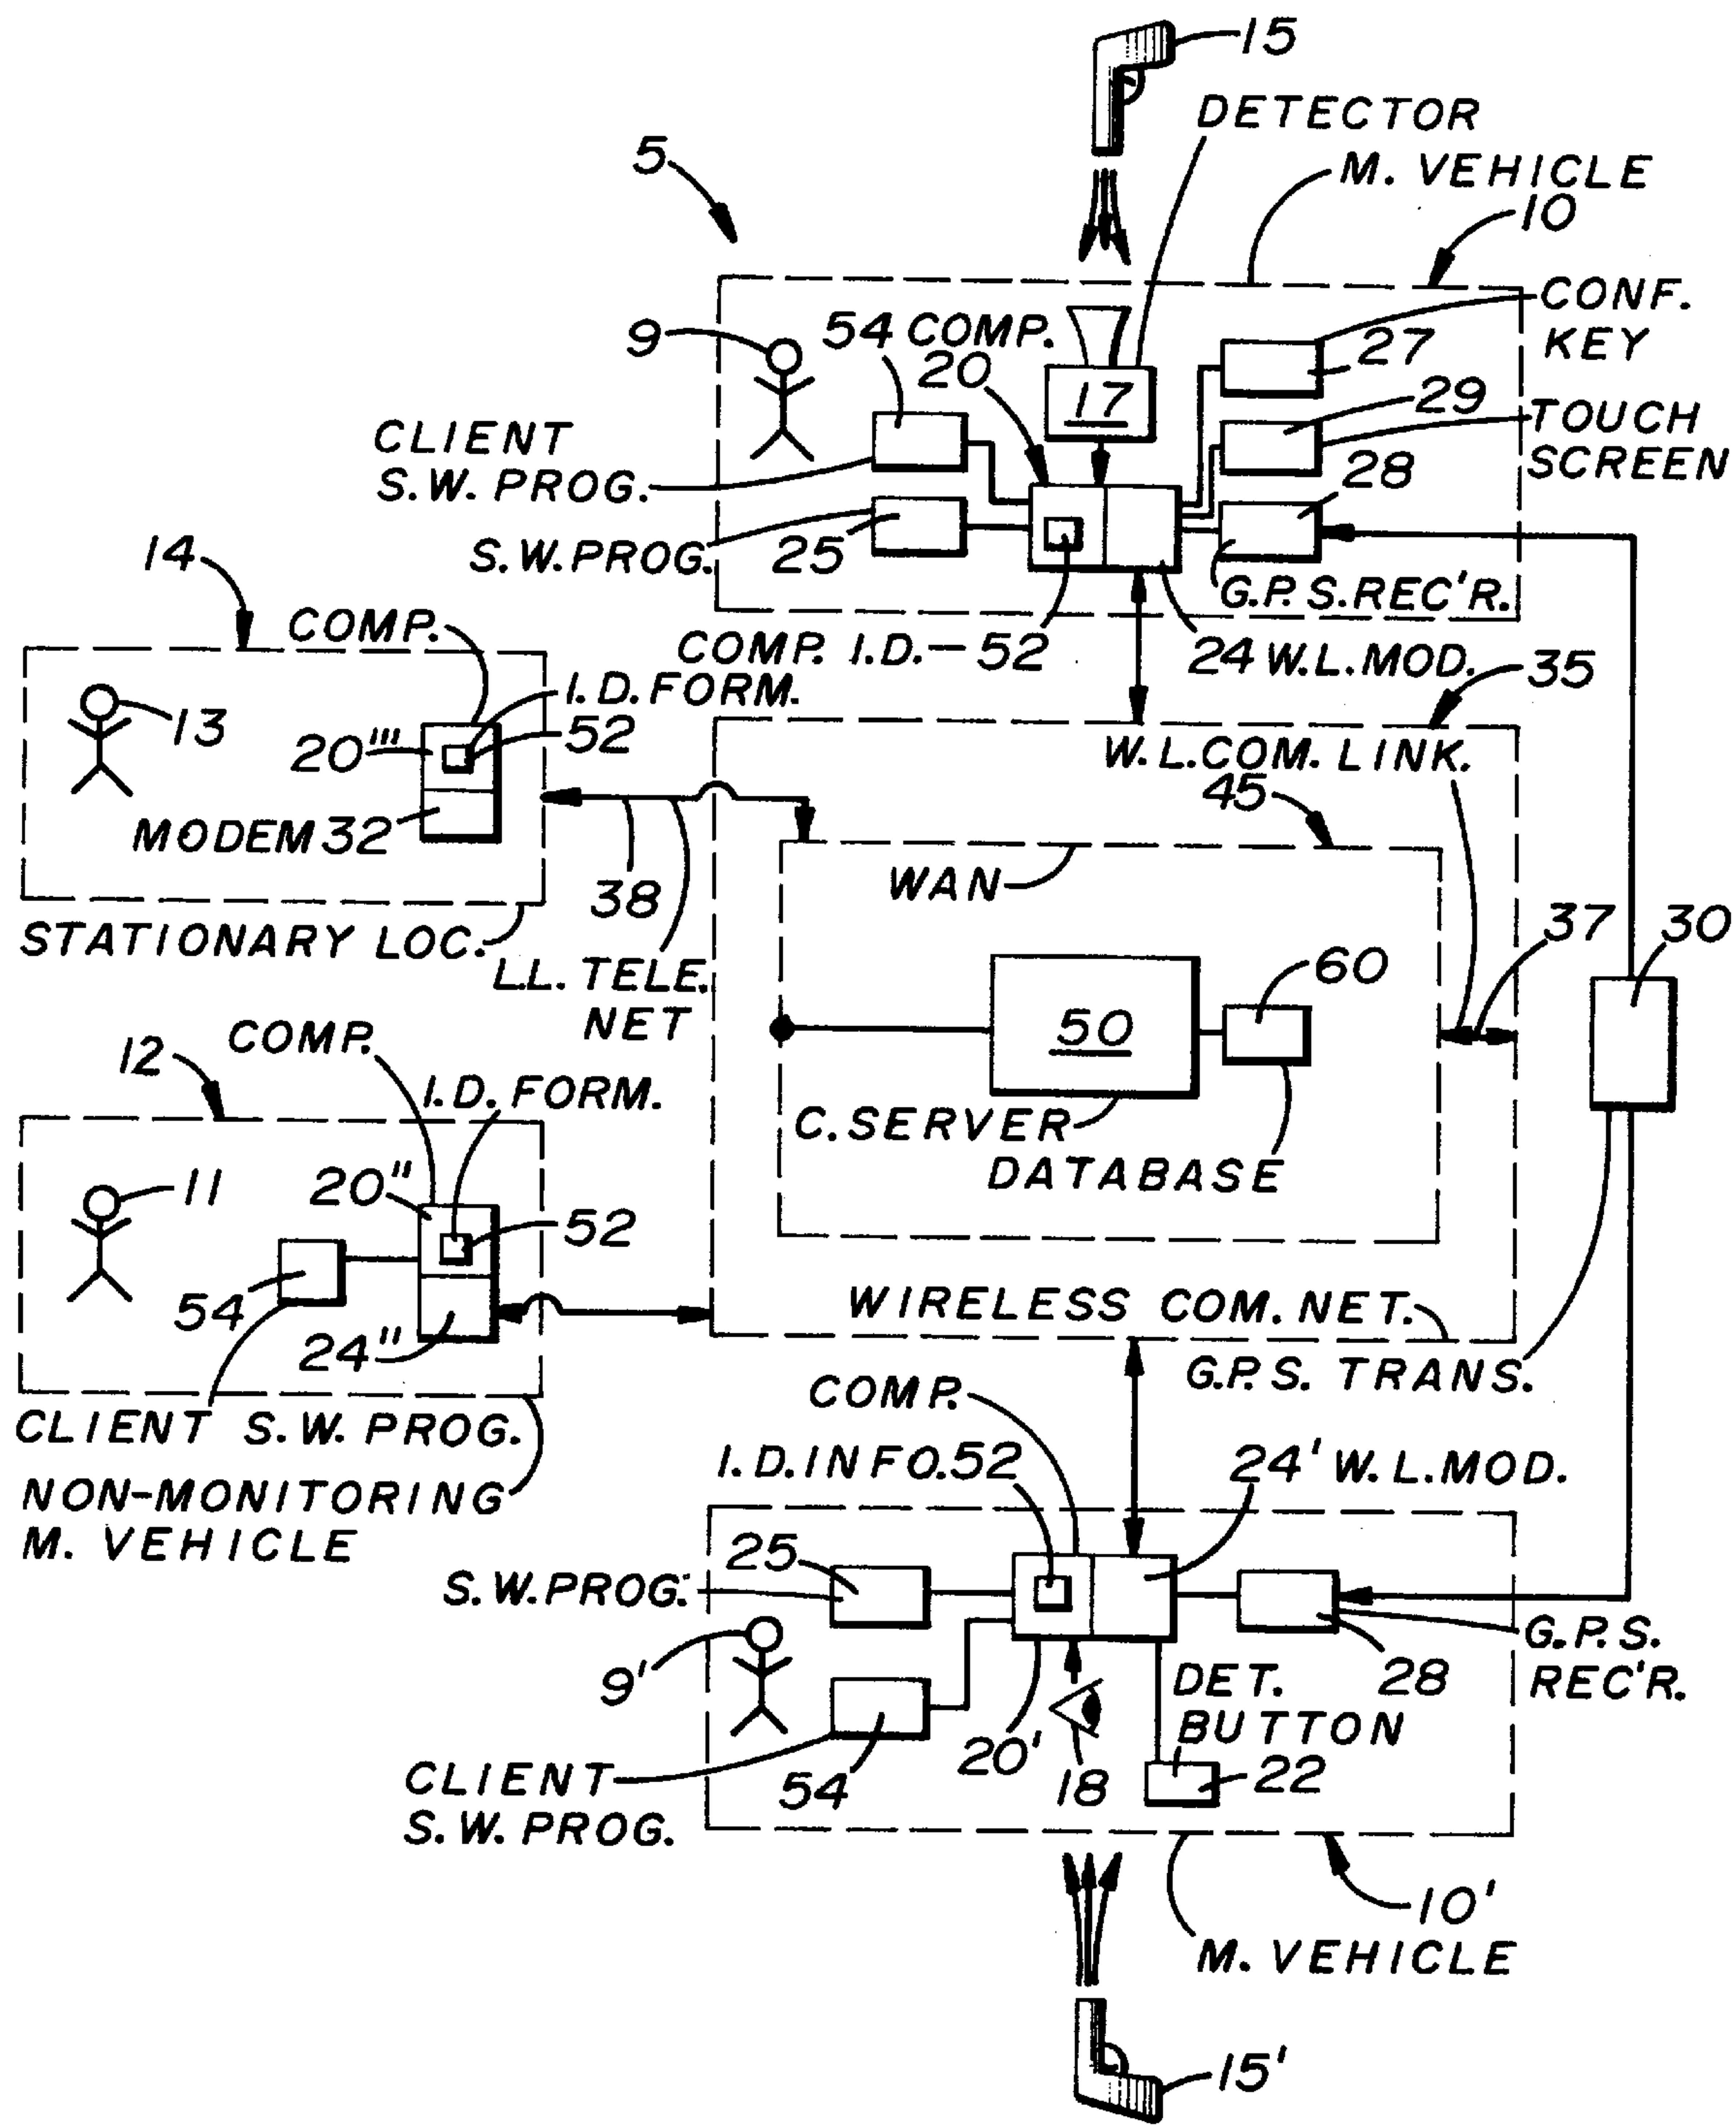 15
DETECTOR
5
M. VEHICLE
10
CONF.
KEY
27
9
54 COMP.
20
17
29
TOUCH
SCREEN
CLIENT
S.W. PROG.
28
S.W. PROG.
25
G.P.S. REC'R.
14
COMP.
COMP. I.D.-52
24 W.L. MOD.
35
I.D. FORM.
13
20'''
52
W.L. COM. LINK.
45
MODEM 32
38
WAN
STATIONARY LOC.
L.L. TELE.
NET
37
30
60
50
12
COMP.
I.D. FORM.
C. SERVER
DATABASE
11
20"
52
54
24"
WIRELESS COM. NET.
G.P.S. TRANS.
CLIENT S.W. PROG.
NON-MONITORING
M. VEHICLE
COMP.
I.D. INFO. 52
24' W.L. MOD.
25
S.W. PROG.
9'
G.P.S.
REC'R.
28
DET.
BUTTON
20'
18
22
54
CLIENT
S.W. PROG.
10'
M. VEHICLE
15'